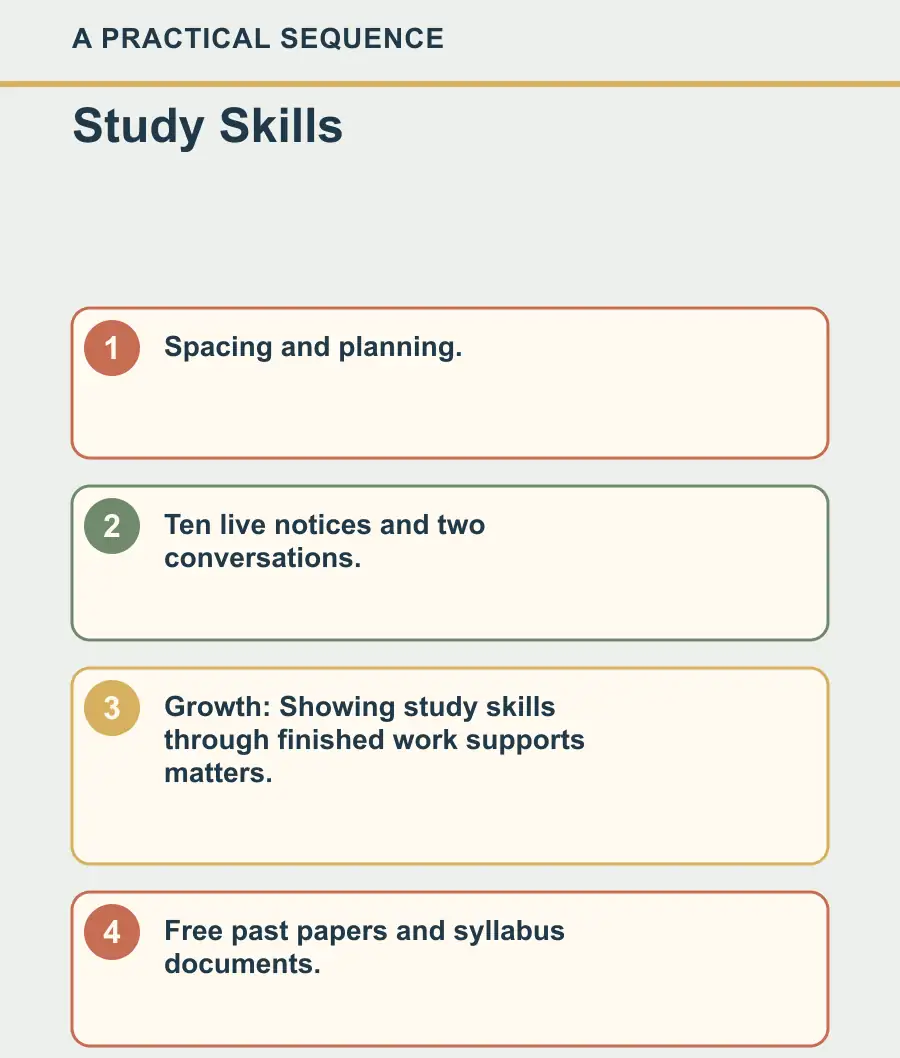 A PRACTICAL SEQUENCE
Study Skills
1
Spacing and planning.
2
Ten live notices and two
conversations.
3
Growth: Showing study skills
through finished work supports
matters.
4
Free past papers and syllabus
documents.